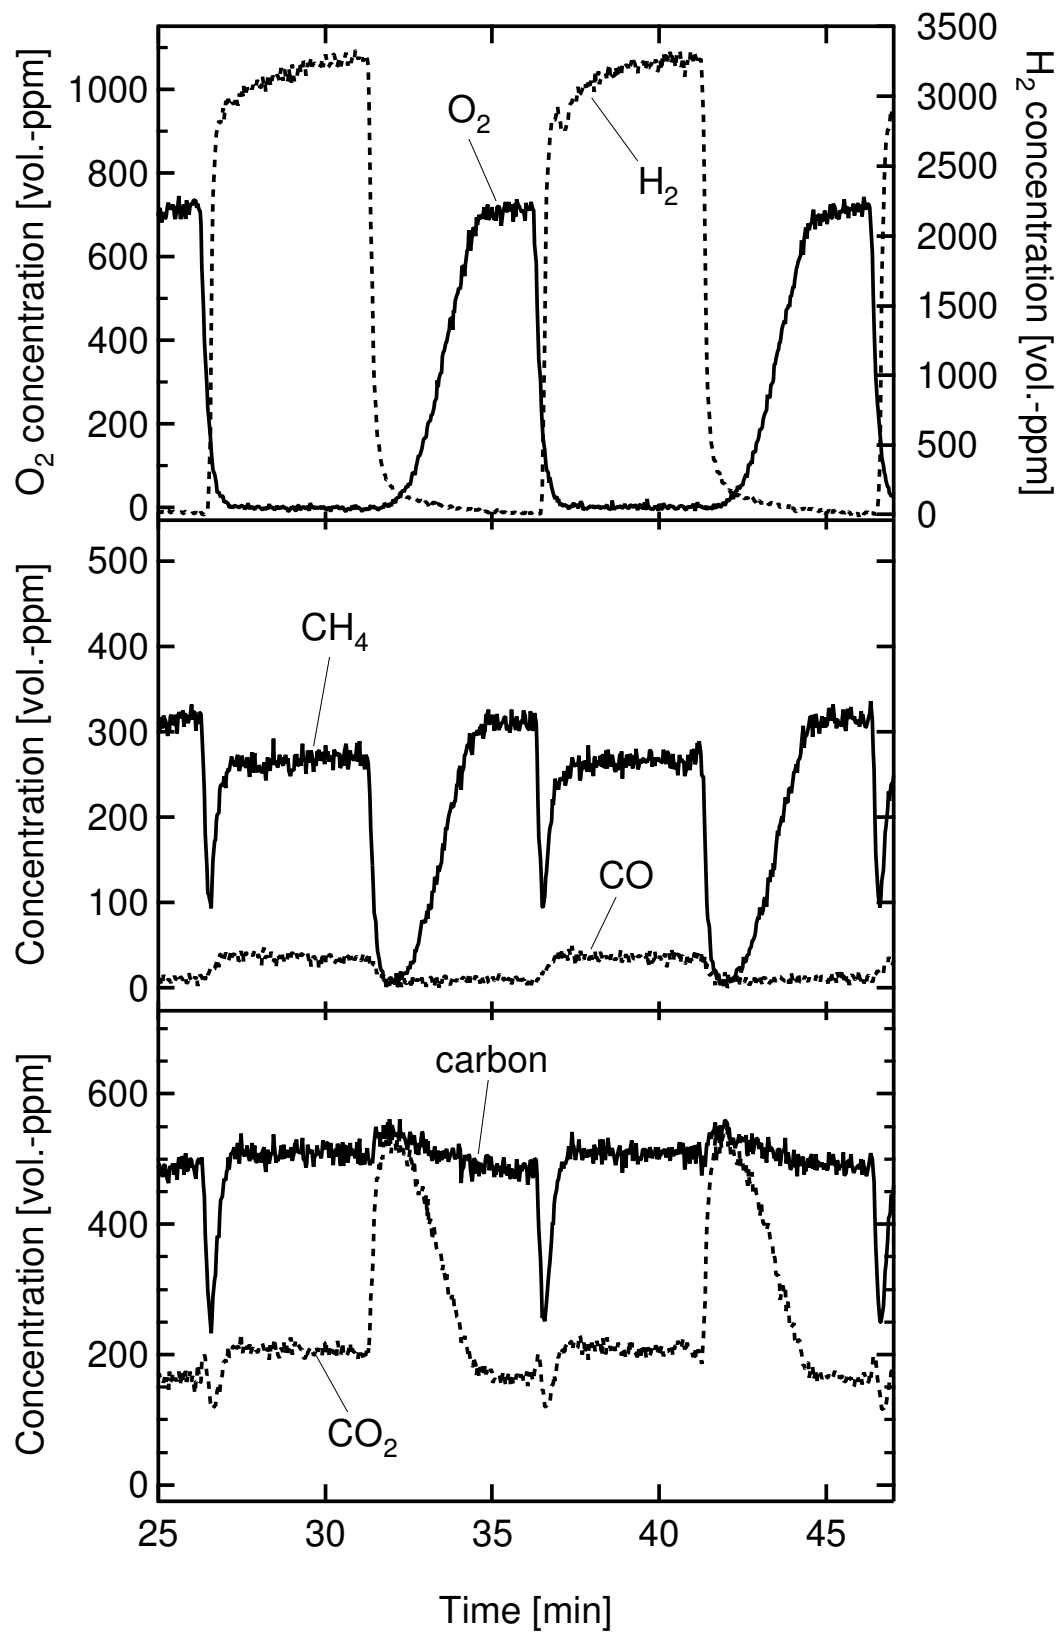 3500
1000
3000
O2
800
2500
H2
600
2000
1500
400
1000
200
500
0
0
O2 concentration [vol.-ppm]
H2 concentration [vol.-ppm]
500
CH4
400
300
200
CO
100
0
Concentration [vol.-ppm]
carbon
600
400
200
CO2
0
Concentration [vol.-ppm]
25 30 35 40 45
Time [min]